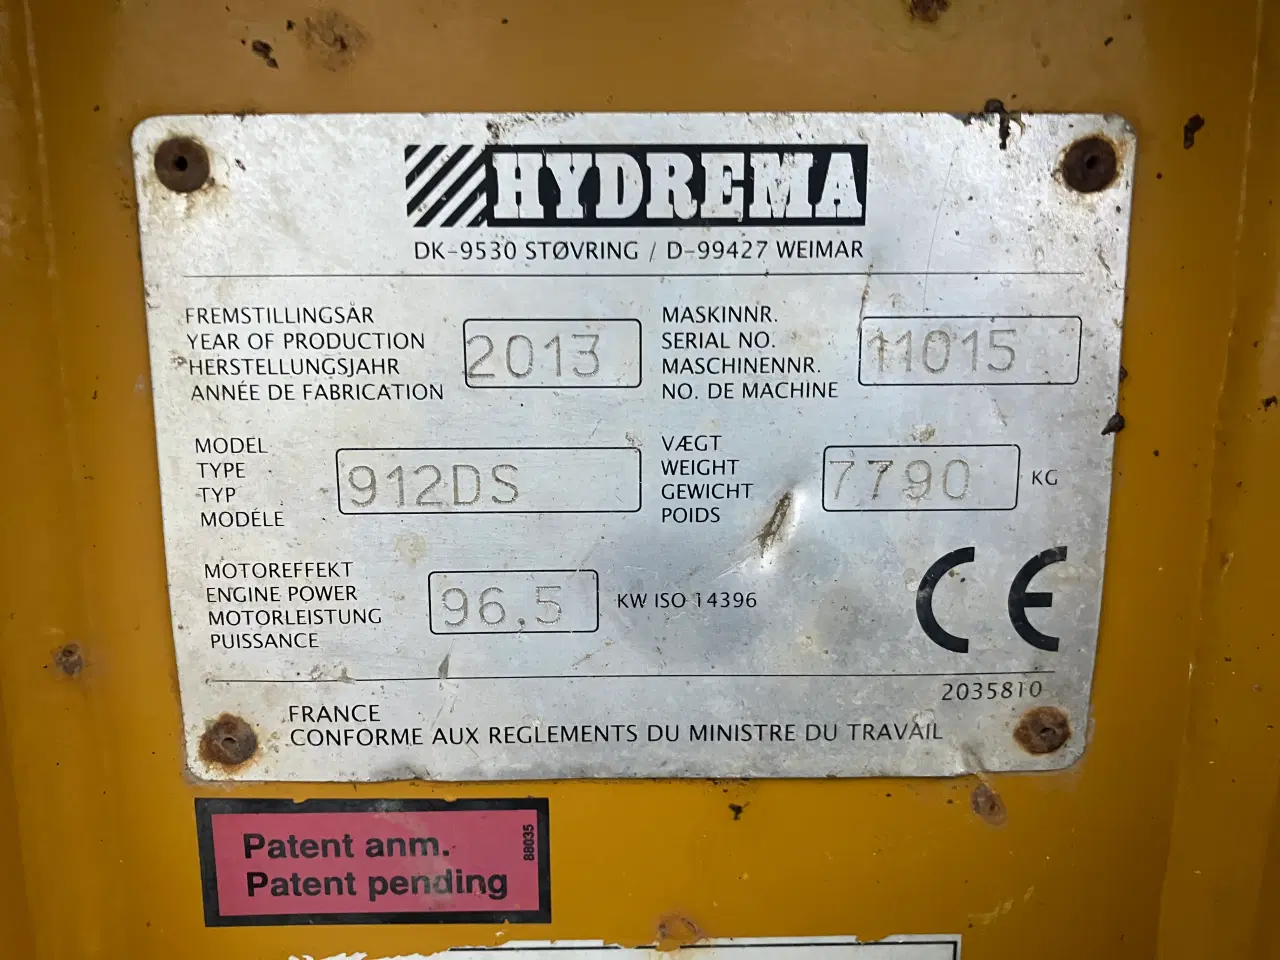 HYDREMA
DK-9530 STØVRING / D-99427 WEIMAR
FREMSTILLINGSÅR
YEAR OF PRODUCTION
HERSTELLUNGSJAHR
ANNÉE DE FABRICATION
2013
MASKINNR.
SERIAL NO.
MASCHINENNR.
NO. DE MACHINE
11015
MODEL
TYPE
TYP
MODÉLE
912DS
VÆGT
WEIGHT
GEWICHT
POIDS
7790 KG
MOTOREFFEKT
ENGINE POWER
MOTORLEISTUNG
PUISSANCE
96,5 KW ISO 14396
CE
2035810
FRANCE
CONFORME AUX REGLEMENTS DU MINISTRE DU TRAVAIL
Patent anm.
Patent pending
88035